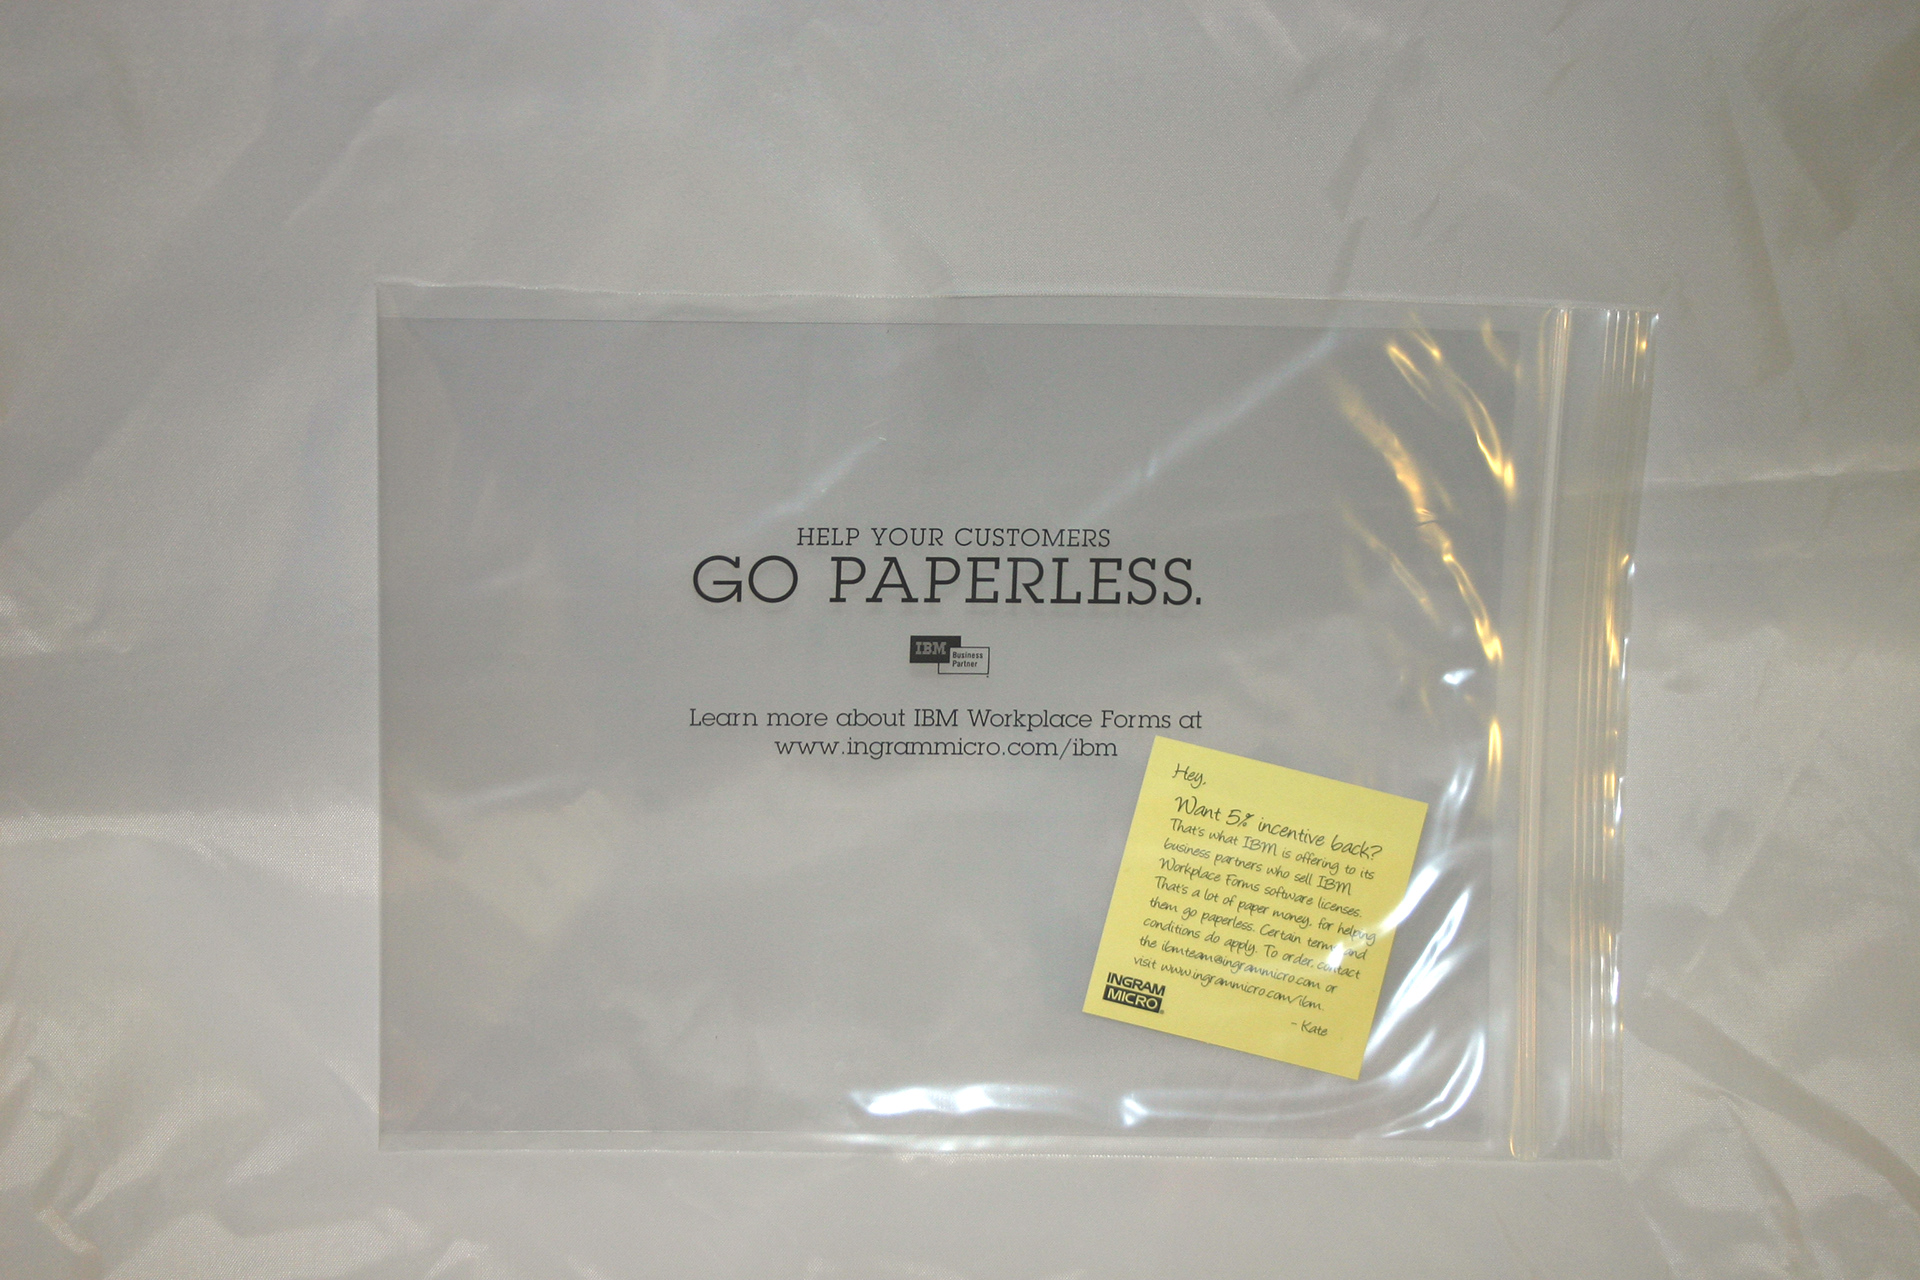 HELP YOUR CUSTOMERS
GO PAPERLESS.
IBM
Business
Partner
Learn more about IBM Workplace Forms at
www.ingrammicro.com/ibm
Hey,
Want 5% incentive back?
That's what IBM is offering to its
business partners who sell IBM
Workplace Forms software licenses.
That's a lot of paper money, for helping
them go paperless. Certain terms and
conditions do apply. To order, contact
the ibmteam@ingrammicro.com or
visit www.ingrammicro.com/ibm.
- Kate
INGRAM
MICRO®